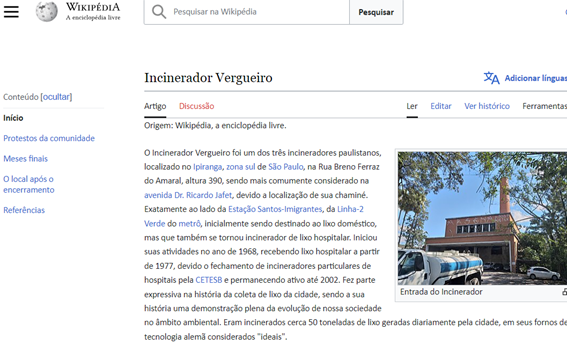 WIKIPÉDIA
A enciclopédia livre
Pesquisar na Wikipédia
Pesquisar
Conteúdo [ocultar]
Início
Protestos da comunidade
Meses finais
O local após o
encerramento
Referências
Incinerador Vergueiro
Adicionar línguas
Artigo Discussão Ler Editar Ver histórico Ferramentas
Origem: Wikipédia, a enciclopédia livre.
O Incinerador Vergueiro foi um dos três incineradores paulistanos,
localizado no Ipiranga, zona sul de São Paulo, na Rua Breno Ferraz
do Amaral, altura 390, sendo mais comumente considerado na
avenida Dr. Ricardo Jafet, devido a localização de sua chaminé.
Exatamente ao lado da Estação Santos-Imigrantes, da Linha-2
Verde do metrô, inicialmente sendo destinado ao lixo doméstico,
mas que também se tornou incinerador de lixo hospitalar. Iniciou
suas atividades no ano de 1968, recebendo lixo hospitalar a partir
de 1977, devido o fechamento de incineradores particulares de
hospitais pela CETESB e permanecendo ativo até 2002. Fez parte
expressiva na história da coleta de lixo da cidade, sendo a sua
história uma demonstração plena da evolução de nossa sociedade
no âmbito ambiental. Eram incinerados cerca 50 toneladas de lixo geradas diariamente pela cidade, em seus fornos de
tecnologia alemã considerados "ideais".
Entrada do Incinerador